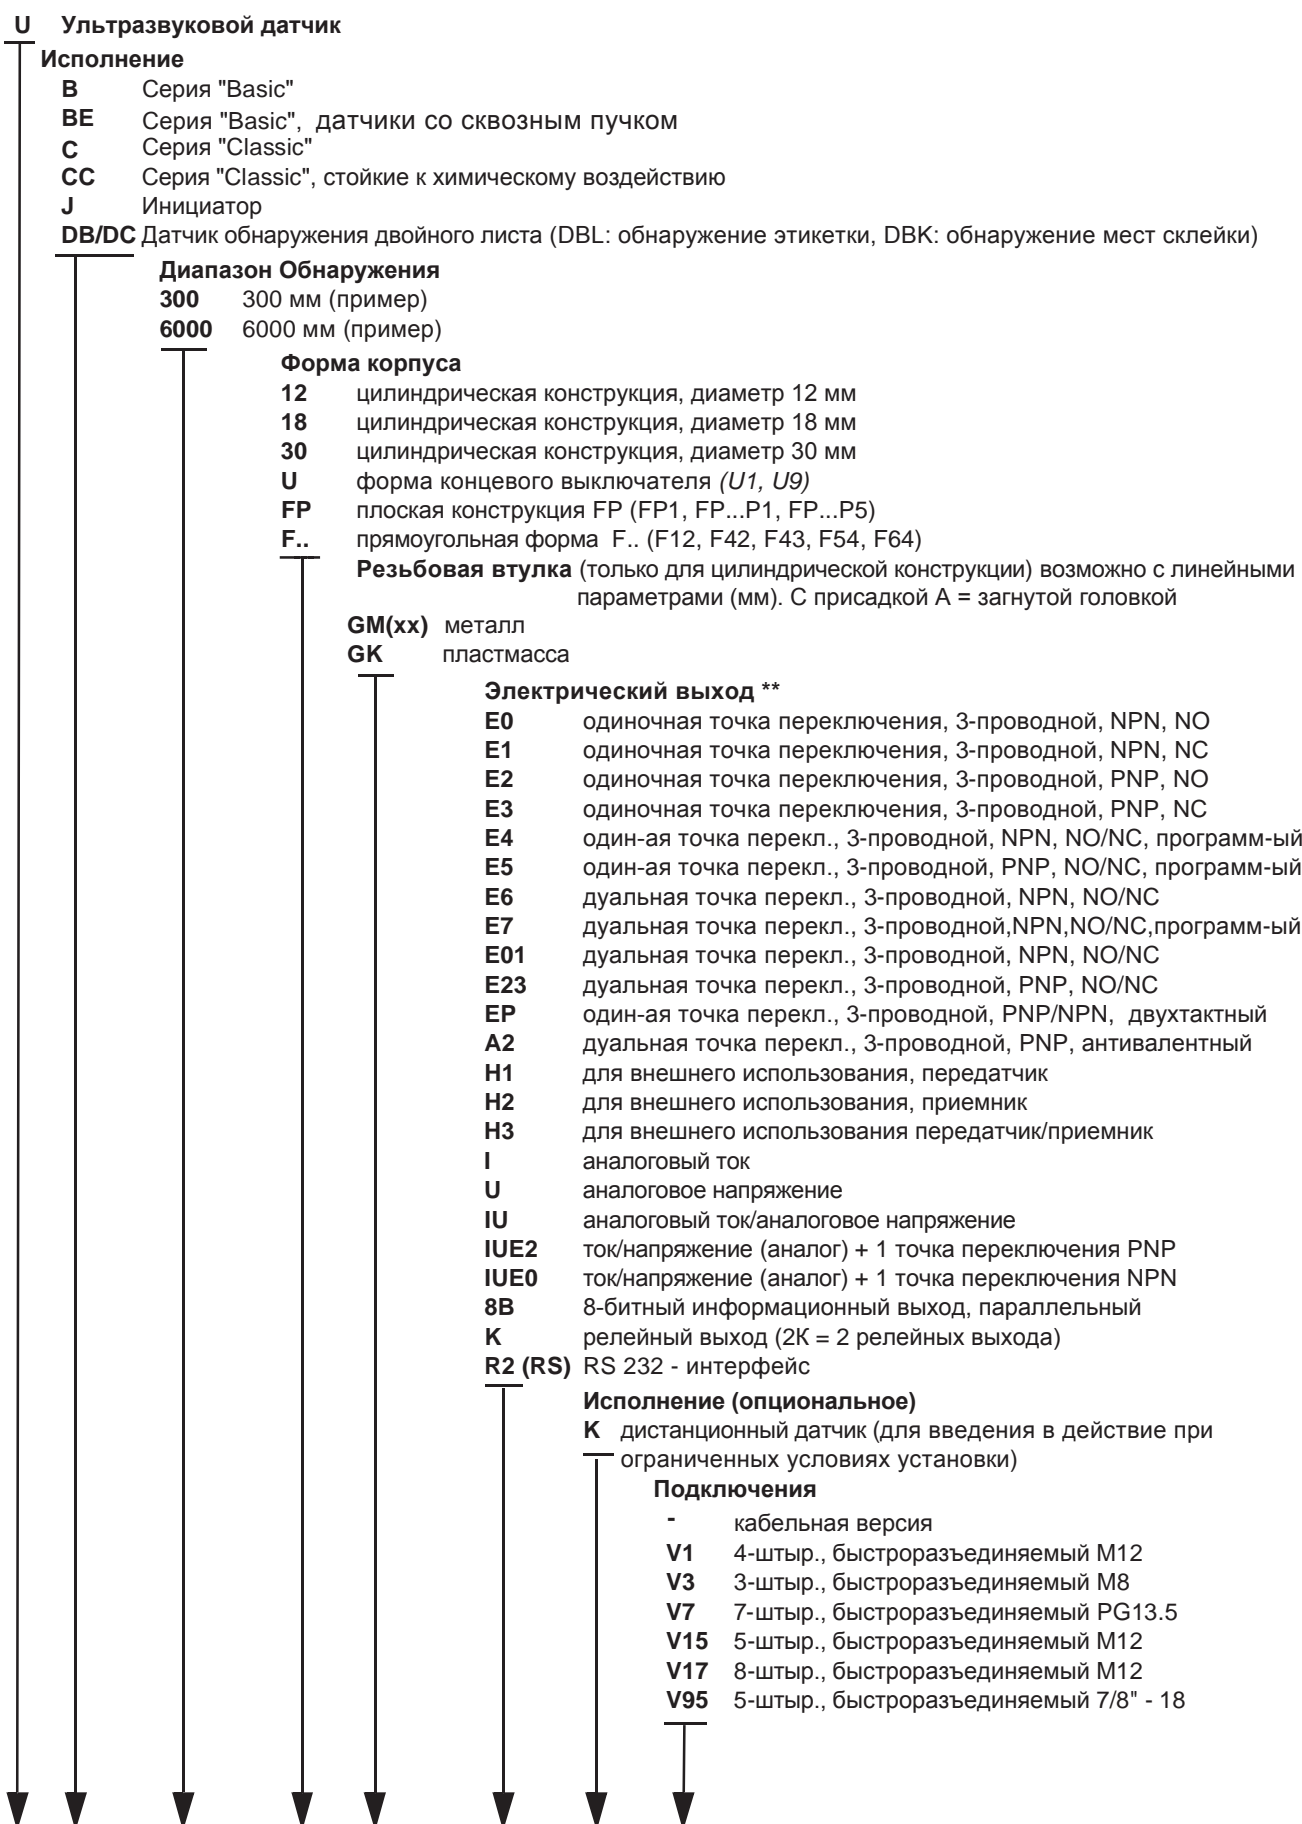 U Ультразвуковой датчик
Исполнение
B Серия "Basic"
BE Серия "Basic", датчики со сквозным пучком
C Серия "Classic"
CC Серия "Classic", стойкие к химическому воздействию
J Инициатор
DB/DC Датчик обнаружения двойного листа (DBL: обнаружение этикетки, DBK: обнаружение мест склейки)
Диапазон Обнаружения
300 300 мм (пример)
6000 6000 мм (пример)
Форма корпуса
12 цилиндрическая конструкция, диаметр 12 мм
18 цилиндрическая конструкция, диаметр 18 мм
30 цилиндрическая конструкция, диаметр 30 мм
U форма концевого выключателя (U1, U9)
FP плоская конструкция FP (FP1, FP...P1, FP...P5)
F.. прямоугольная форма F.. (F12, F42, F43, F54, F64)
Резьбовая втулка (только для цилиндрической конструкции) возможно с линейными
параметрами (мм). С присадкой А = загнутой головкой
GM(xx) металл
GK пластмасса
Электрический выход **
E0 одиночная точка переключения, 3-проводной, NPN, NO
E1 одиночная точка переключения, 3-проводной, NPN, NC
E2 одиночная точка переключения, 3-проводной, PNP, NO
E3 одиночная точка переключения, 3-проводной, PNP, NC
E4 один-ая точка перекл., 3-проводной, NPN, NO/NC, программ-ый
E5 один-ая точка перекл., 3-проводной, PNP, NO/NC, программ-ый
E6 дуальная точка перекл., 3-проводной, NPN, NO/NC
E7 дуальная точка перекл., 3-проводной,NPN,NO/NC,программ-ый
E01 дуальная точка перекл., 3-проводной, NPN, NO/NC
E23 дуальная точка перекл., 3-проводной, PNP, NO/NC
EP один-ая точка перекл., 3-проводной, PNP/NPN, двухтактный
A2 дуальная точка перекл., 3-проводной, PNP, антивалентный
H1 для внешнего использования, передатчик
H2 для внешнего использования, приемник
H3 для внешнего использования передатчик/приемник
I аналоговый ток
U аналоговое напряжение
IU аналоговый ток/аналоговое напряжение
IUE2 ток/напряжение (аналог) + 1 точка переключения PNP
IUE0 ток/напряжение (аналог) + 1 точка переключения NPN
8B 8-битный информационный выход, параллельный
K релейный выход (2К = 2 релейных выхода)
R2 (RS) RS 232 - интерфейс
Исполнение (опциональное)
K дистанционный датчик (для введения в действие при
ограниченных условиях установки)
Подключения
- кабельная версия
V1 4-штыр., быстроразъединяемый M12
V3 3-штыр., быстроразъединяемый M8
V7 7-штыр., быстроразъединяемый PG13.5
V15 5-штыр., быстроразъединяемый M12
V17 8-штыр., быстроразъединяемый M12
V95 5-штыр., быстроразъединяемый 7/8" - 18